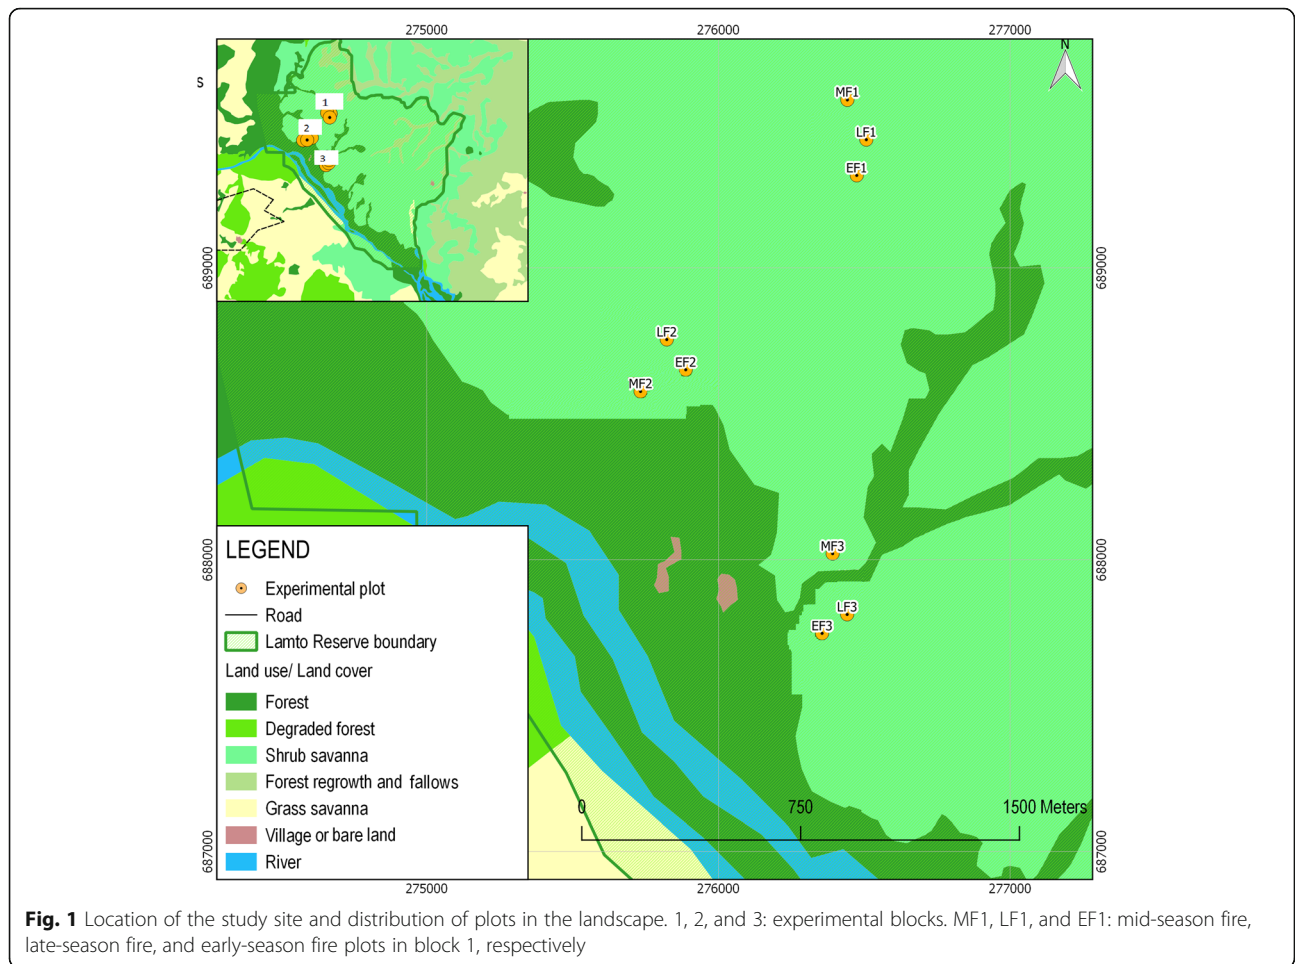 275000
276000
277000
S
N
1
2
3
MF1
LF1
EF1
689000
689000
LF2
EF2
MF2
688000
688000
MF3
LF3
EF3
LEGEND
Experimental plot
Road
Lamto Reserve boundary
Land use/ Land cover
Forest
Degraded forest
Shrub savanna
Forest regrowth and fallows
Grass savanna
Village or bare land
River
0
750
1500 Meters
687000
687000
275000
276000
277000
Fig. 1 Location of the study site and distribution of plots in the landscape. 1, 2, and 3: experimental blocks. MF1, LF1, and EF1: mid-season fire,
late-season fire, and early-season fire plots in block 1, respectively